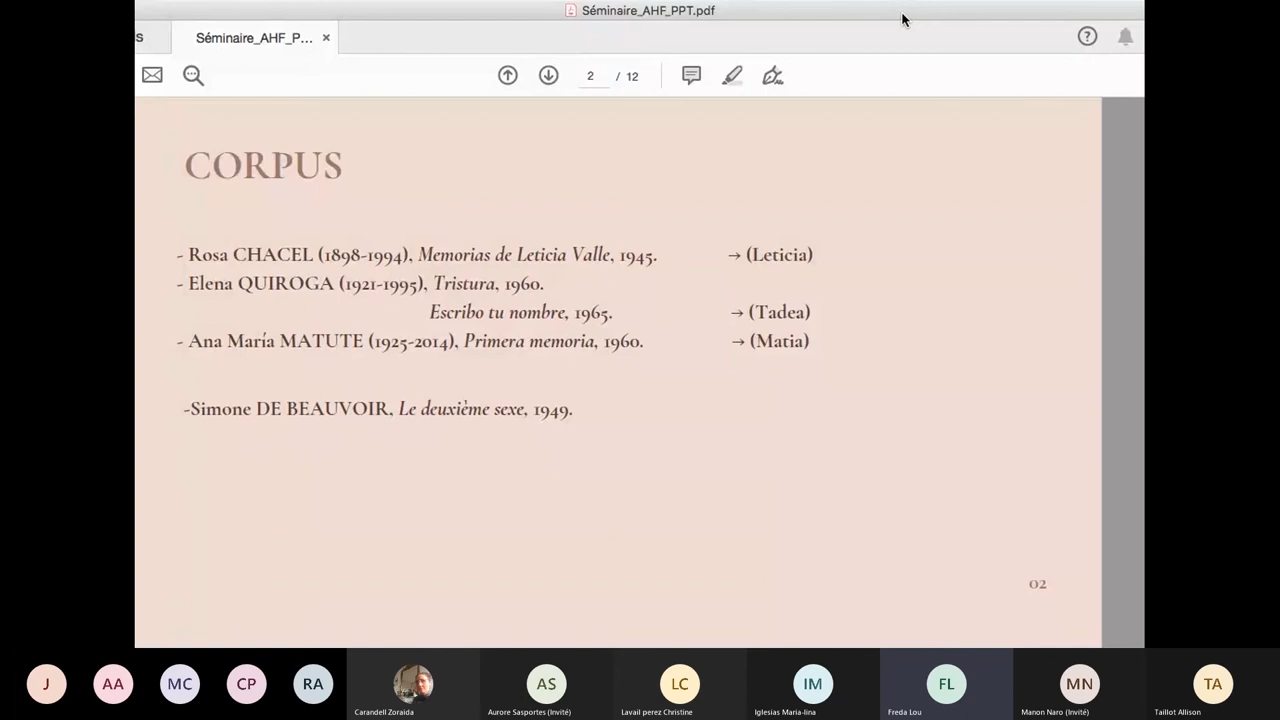 Séminaire_AHF_PPT.pdf
s
Séminaire_AHF_P... ×
2 / 12
CORPUS
- Rosa CHACEL (1898-1994), Memorias de Leticia Valle, 1945. → (Leticia)
- Elena QUIROGA (1921-1995), Tristura, 1960.
Escribo tu nombre, 1965. → (Tadea)
- Ana María MATUTE (1925-2014), Primera memoria, 1960. → (Matia)
-Simone DE BEAUVOIR, Le deuxième sexe, 1949.
02
J AA MC CP RA AS LC IM FL MN TA
Carandell Zoraida Aurore Sasportes (Invité) Lavail perez Christine Iglesias Maria-lina Freda Lou Manon Naro (Invité) Taillot Allison